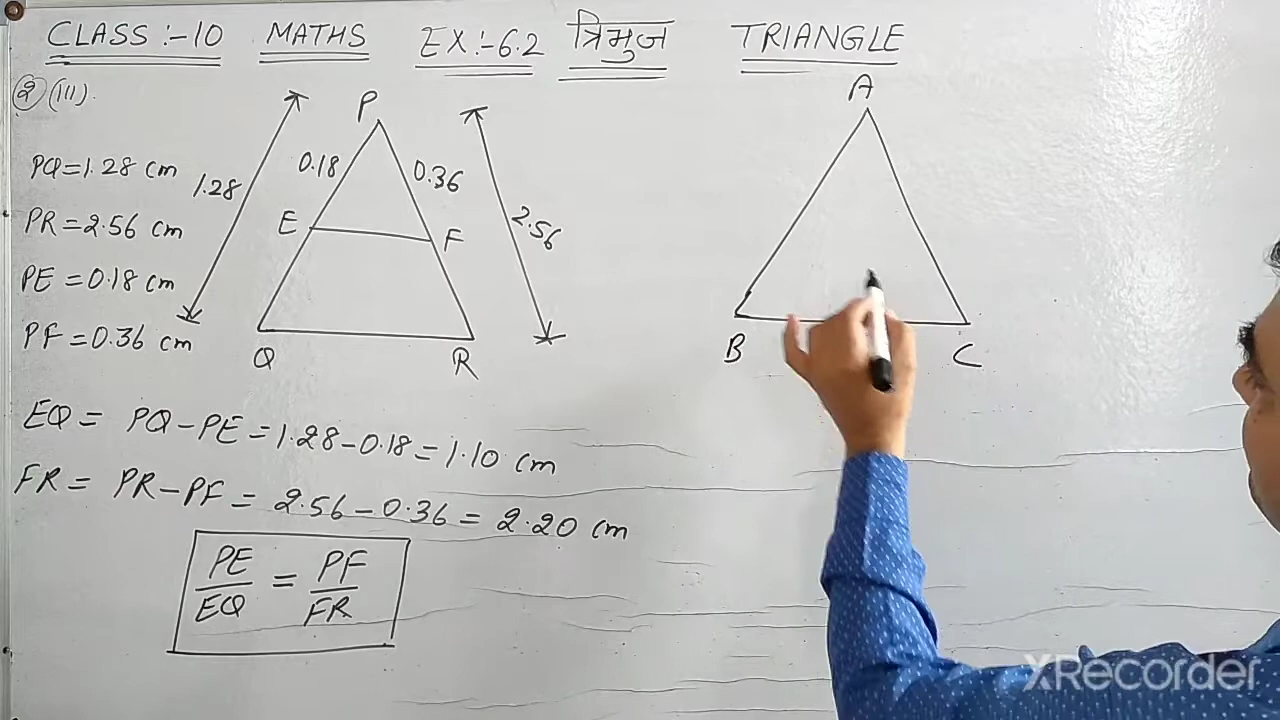 CLASS :- 10 MATHS EX :- 6.2 त्रिभुज TRIANGLE
② (III).
PQ = 1.28 cm
PR = 2.56 cm
PE = 0.18 cm
PF = 0.36 cm
P
0.18
0.36
1.28
2.56
E
F
Q
R
A
B
C
EQ = PQ - PE = 1.28 - 0.18 = 1.10 cm
FR = PR - PF = 2.56 - 0.36 = 2.20 cm
PE/EQ = PF/FR
XRecorder